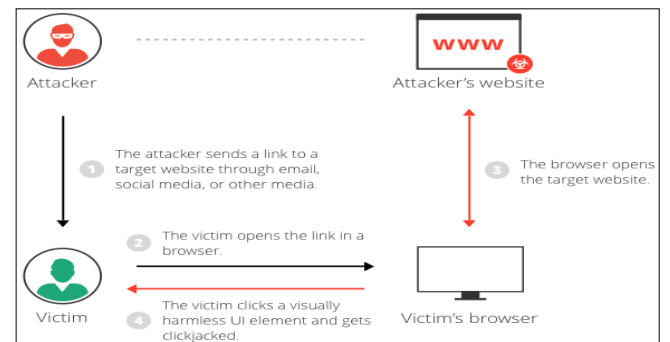 www
Attacker
Attacker's website
1
The attacker sends a link to a
target website through email,
social media, or other media.
3
The browser opens
the target website.
2
The victim opens the link in a
browser.
4
The victim clicks a visually
harmless UI element and gets
clickjacked.
Victim
Victim's browser